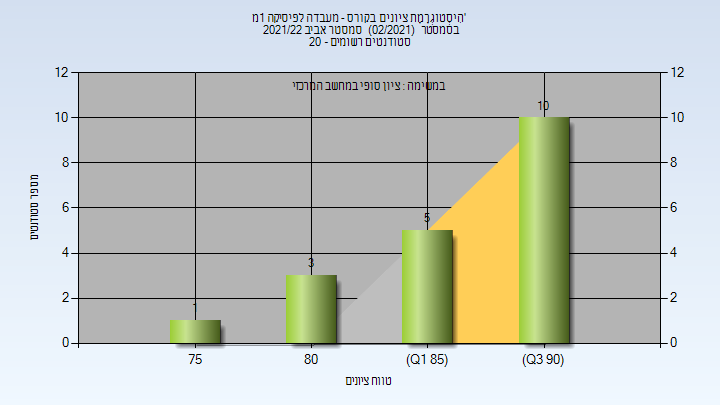 הִיסְטוֹגְרָמַת ציונים בקורס - מעבדה לפיסיקה 1מ'
בסמסטר (02/2021) סמסטר אביב 2021/22
סטודנטים רשומים - 20
במשימה : ציון סופי במחשב המרכזי
12
12
10
10
10
8
8
6
6
5
4
4
3
2
2
1
0
0
מספר סטודנטים
75
80
(Q1 85)
(Q3 90)
טווח ציונים